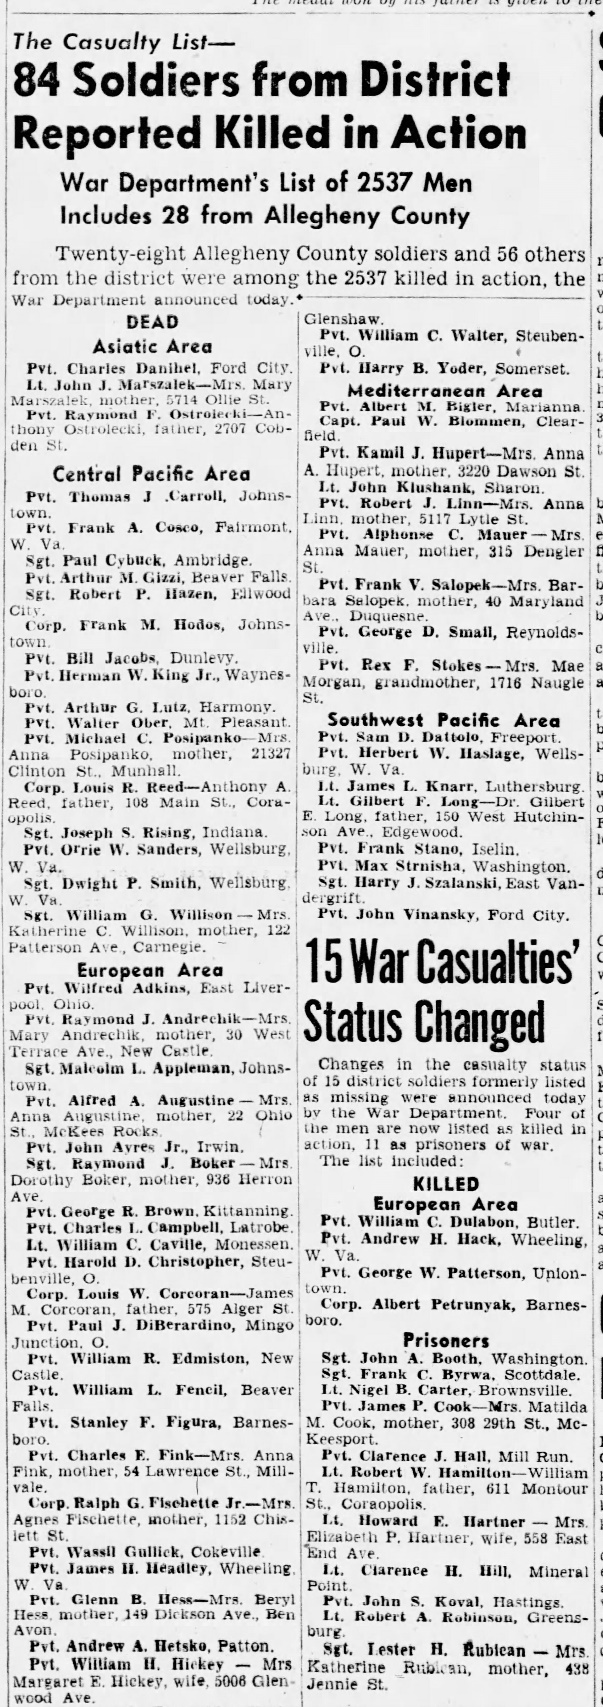 The medal won by his father is given to the
The Casualty List—
84 Soldiers from District
Reported Killed in Action
War Department's List of 2537 Men
Includes 28 from Allegheny County
Twenty-eight Allegheny County soldiers and 56 others
from the district were among the 2537 killed in action, the
War Department announced today.
DEAD
Asiatic Area
Pvt. Charles Danihel, Ford City.
Lt. John J. Marszalek—Mrs. Mary
Marszalek, mother, 5714 Ollie St.
Pvt. Raymond F. Ostrolecki—An-
thony Ostrolecki, father, 2707 Cob-
den St.
Central Pacific Area
Pvt. Thomas J .Carroll, Johns-
town.
Pvt. Frank A. Cosco, Fairmont,
W. Va.
Sgt. Paul Cybuck, Ambridge.
Pvt. Arthur M. Gizzi, Beaver Falls.
Sgt. Robert P. Hazen, Ellwood
City.
Corp. Frank M. Hodos, Johns-
town.
Pvt. Bill Jacobs, Dunlevy.
Pvt. Herman W. King Jr., Waynes-
boro.
Pvt. Arthur G. Lutz, Harmony.
Pvt. Walter Ober, Mt. Pleasant.
Pvt. Michael C. Posipanko—Mrs.
Anna Posipanko, mother, 21327
Clinton St., Munhall.
Corp. Louis R. Reed—Anthony A.
Reed, father, 108 Main St., Cora-
opolis.
Sgt. Joseph S. Rising, Indiana.
Pvt. Orrie W. Sanders, Wellsburg,
W. Va.
Sgt. Dwight P. Smith, Wellsburg,
W. Va.
Sgt. William G. Willison — Mrs.
Katherine C. Willison, mother, 122
Patterson Ave., Carnegie.
European Area
Pvt. Wilfred Adkins, East Liver-
pool, Ohio.
Pvt. Raymond J. Andrechik—Mrs.
Mary Andrechik, mother, 30 West
Terrace Ave., New Castle.
Sgt. Malcolm L. Appleman, Johns-
town.
Pvt. Alfred A. Augustine — Mrs.
Anna Augustine, mother, 22 Ohio
St., McKees Rocks.
Pvt. John Ayres Jr., Irwin.
Sgt. Raymond J. Boker — Mrs.
Dorothy Boker, mother, 936 Herron
Ave.
Pvt. George R. Brown, Kittanning.
Pvt. Charles L. Campbell, Latrobe.
Lt. William C. Caville, Monessen.
Pvt. Harold D. Christopher, Steu-
benville, O.
Corp. Louis W. Corcoran—James
M. Corcoran, father, 575 Alger St.
Pvt. Paul J. DiBerardino, Mingo
Junction, O.
Pvt. William R. Edmiston, New
Castle.
Pvt. William L. Fencil, Beaver
Falls.
Pvt. Stanley F. Figura, Barnes-
boro.
Pvt. Charles E. Fink—Mrs. Anna
Fink, mother, 54 Lawrence St., Mill-
vale.
Corp. Ralph G. Fischette Jr.—Mrs.
Agnes Fischette, mother, 1152 Chis-
lett St.
Pvt. Wassil Gullick, Cokeville
Pvt. James H. Headley, Wheeling,
W. Va.
Pvt. Glenn B. Hess—Mrs. Beryl
Hess, mother, 149 Dickson Ave., Ben
Avon.
Pvt. Andrew A. Hetsko, Patton.
Pvt. William H. Hickey — Mrs
Margaret E. Hickey, wife, 5006 Glen-
wood Ave.
Glenshaw.
Pvt. William C. Walter, Steuben-
ville, O.
Pvt. Harry B. Yoder, Somerset.
Mediterranean Area
Pvt. Albert M. Bigler, Marianna.
Capt. Paul W. Blommen, Clear-
field.
Pvt. Kamil J. Hupert—Mrs. Anna
A. Hupert, mother, 3220 Dawson St.
Lt. John Klushank, Sharon.
Pvt. Robert J. Linn—Mrs. Anna
Linn, mother, 5117 Lytle St.
Pvt. Alphonse C. Mauer — Mrs.
Anna Mauer, mother, 315 Dengler
St.
Pvt. Frank V. Salopek—Mrs. Bar-
bara Salopek, mother, 40 Maryland
Ave., Duquesne.
Pvt. George D. Small, Reynolds-
ville.
Pvt. Rex F. Stokes — Mrs. Mae
Morgan, grandmother, 1716 Naugle
St.
Southwest Pacific Area
Pvt. Sam D. Dattolo, Freeport.
Pvt. Herbert W. Haslage, Wells-
burg, W. Va.
Lt. James L. Knarr, Luthersburg.
Lt. Gilbert F. Long—Dr. Gilbert
E. Long, father, 150 West Hutchin-
son Ave., Edgewood.
Pvt. Frank Stano, Iselin.
Pvt. Max Strnisha, Washington.
Sgt. Harry J. Szalanski, East Van-
dergrift.
Pvt. John Vinansky, Ford City.
15 War Casualties'
Status Changed
Changes in the casualty status
of 15 district soldiers formerly listed
as missing were announced today
by the War Department. Four of
the men are now listed as killed in
action, 11 as prisoners of war.
The list included:
KILLED
European Area
Pvt. William C. Dulabon, Butler.
Pvt. Andrew H. Hack, Wheeling,
W. Va.
Pvt. George W. Patterson, Union-
town.
Corp. Albert Petrunyak, Barnes-
boro.
Prisoners
Sgt. John A. Booth, Washington.
Sgt. Frank C. Byrwa, Scottdale.
Lt. Nigel B. Carter, Brownsville.
Pvt. James P. Cook—Mrs. Matilda
M. Cook, mother, 308 29th St., Mc-
Keesport.
Pvt. Clarence J. Hall, Mill Run.
Lt. Robert W. Hamilton—William
T. Hamilton, father, 611 Montour
St., Coraopolis.
Lt. Howard E. Hartner — Mrs.
Elizabeth P. Hartner, wife, 558 East
End Ave.
Lt. Clarence H. Hill, Mineral
Point.
Pvt. John S. Koval, Hastings.
Lt. Robert A. Robinson, Greens-
burg.
Sgt. Lester H. Rubican — Mrs.
Katherine Rubican, mother, 438
Jennie St.